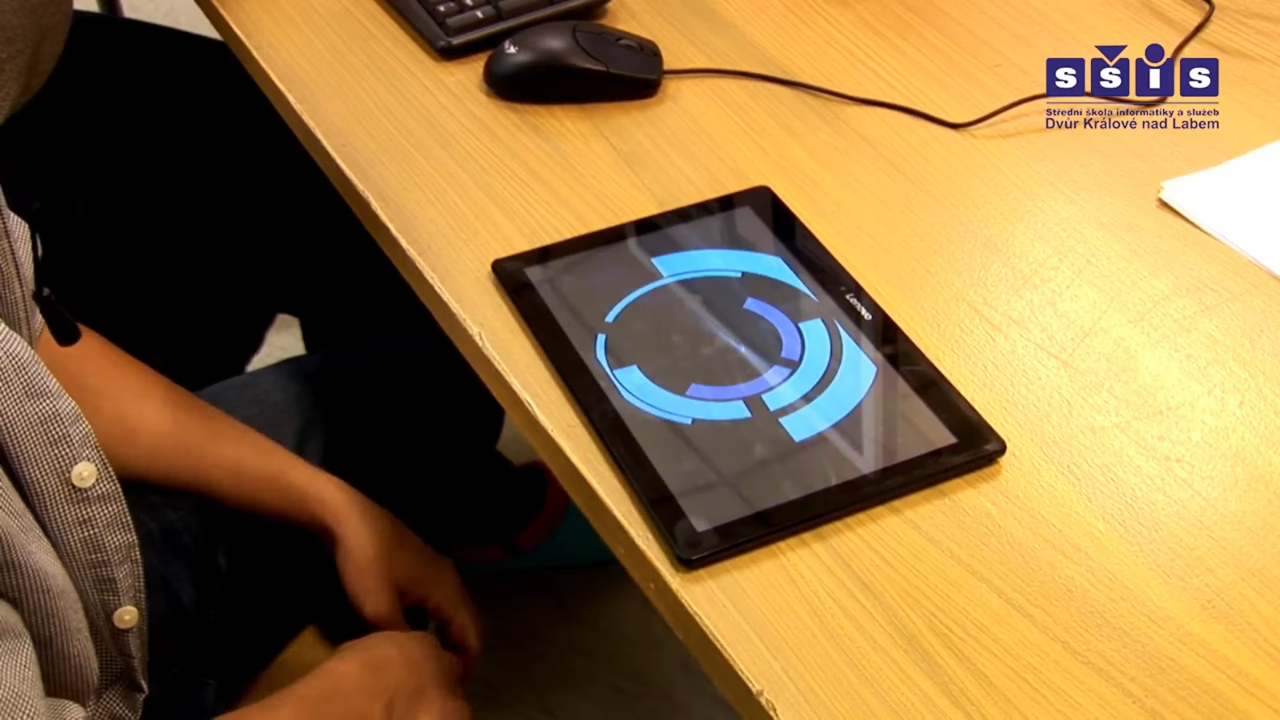 sšis
Střední škola informatiky a služeb
Dvůr Králové nad Labem
Lenovo